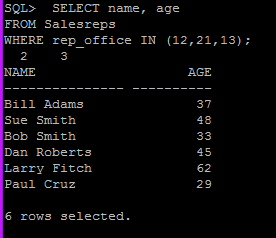 SQL>  SELECT name, age
FROM Salesreps
WHERE rep_office IN (12,21,13);
  2    3
NAME                   AGE
--------------- ----------
Bill Adams              37
Sue Smith               48
Bob Smith               33
Dan Roberts             45
Larry Fitch             62
Paul Cruz               29
6 rows selected.